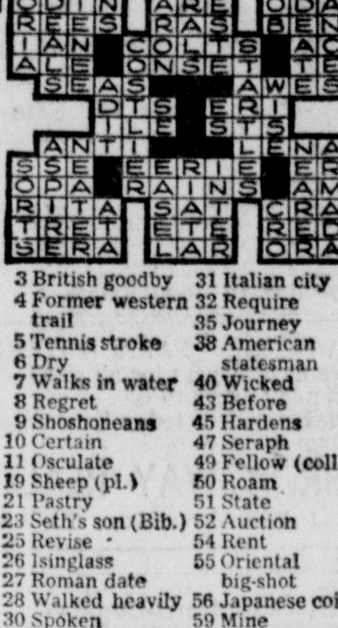 ODIN ARE ODA
REES RAS BEN
IAN COLTS AC
ALE ONSET TE
SEAS AWES
DTS ERI
ILE STS
ANTI LENA
SSE EERIE ER
OPA RAINS AM
RITA SAT CRA
TRET ETE RED
SERA LAR ORA
3 British goodby
4 Former western
trail
5 Tennis stroke
6 Dry
7 Walks in water
8 Regret
9 Shoshoneans
10 Certain
11 Osculate
19 Sheep (pl.)
21 Pastry
23 Seth's son (Bib.)
25 Revise
26 Isinglass
27 Roman date
28 Walked heavily
30 Spoken
31 Italian city
32 Require
35 Journey
38 American
statesman
40 Wicked
43 Before
45 Hardens
47 Seraph
49 Fellow (coll
50 Roam
51 State
52 Auction
54 Rent
55 Oriental
big-shot
56 Japanese coi
59 Mine